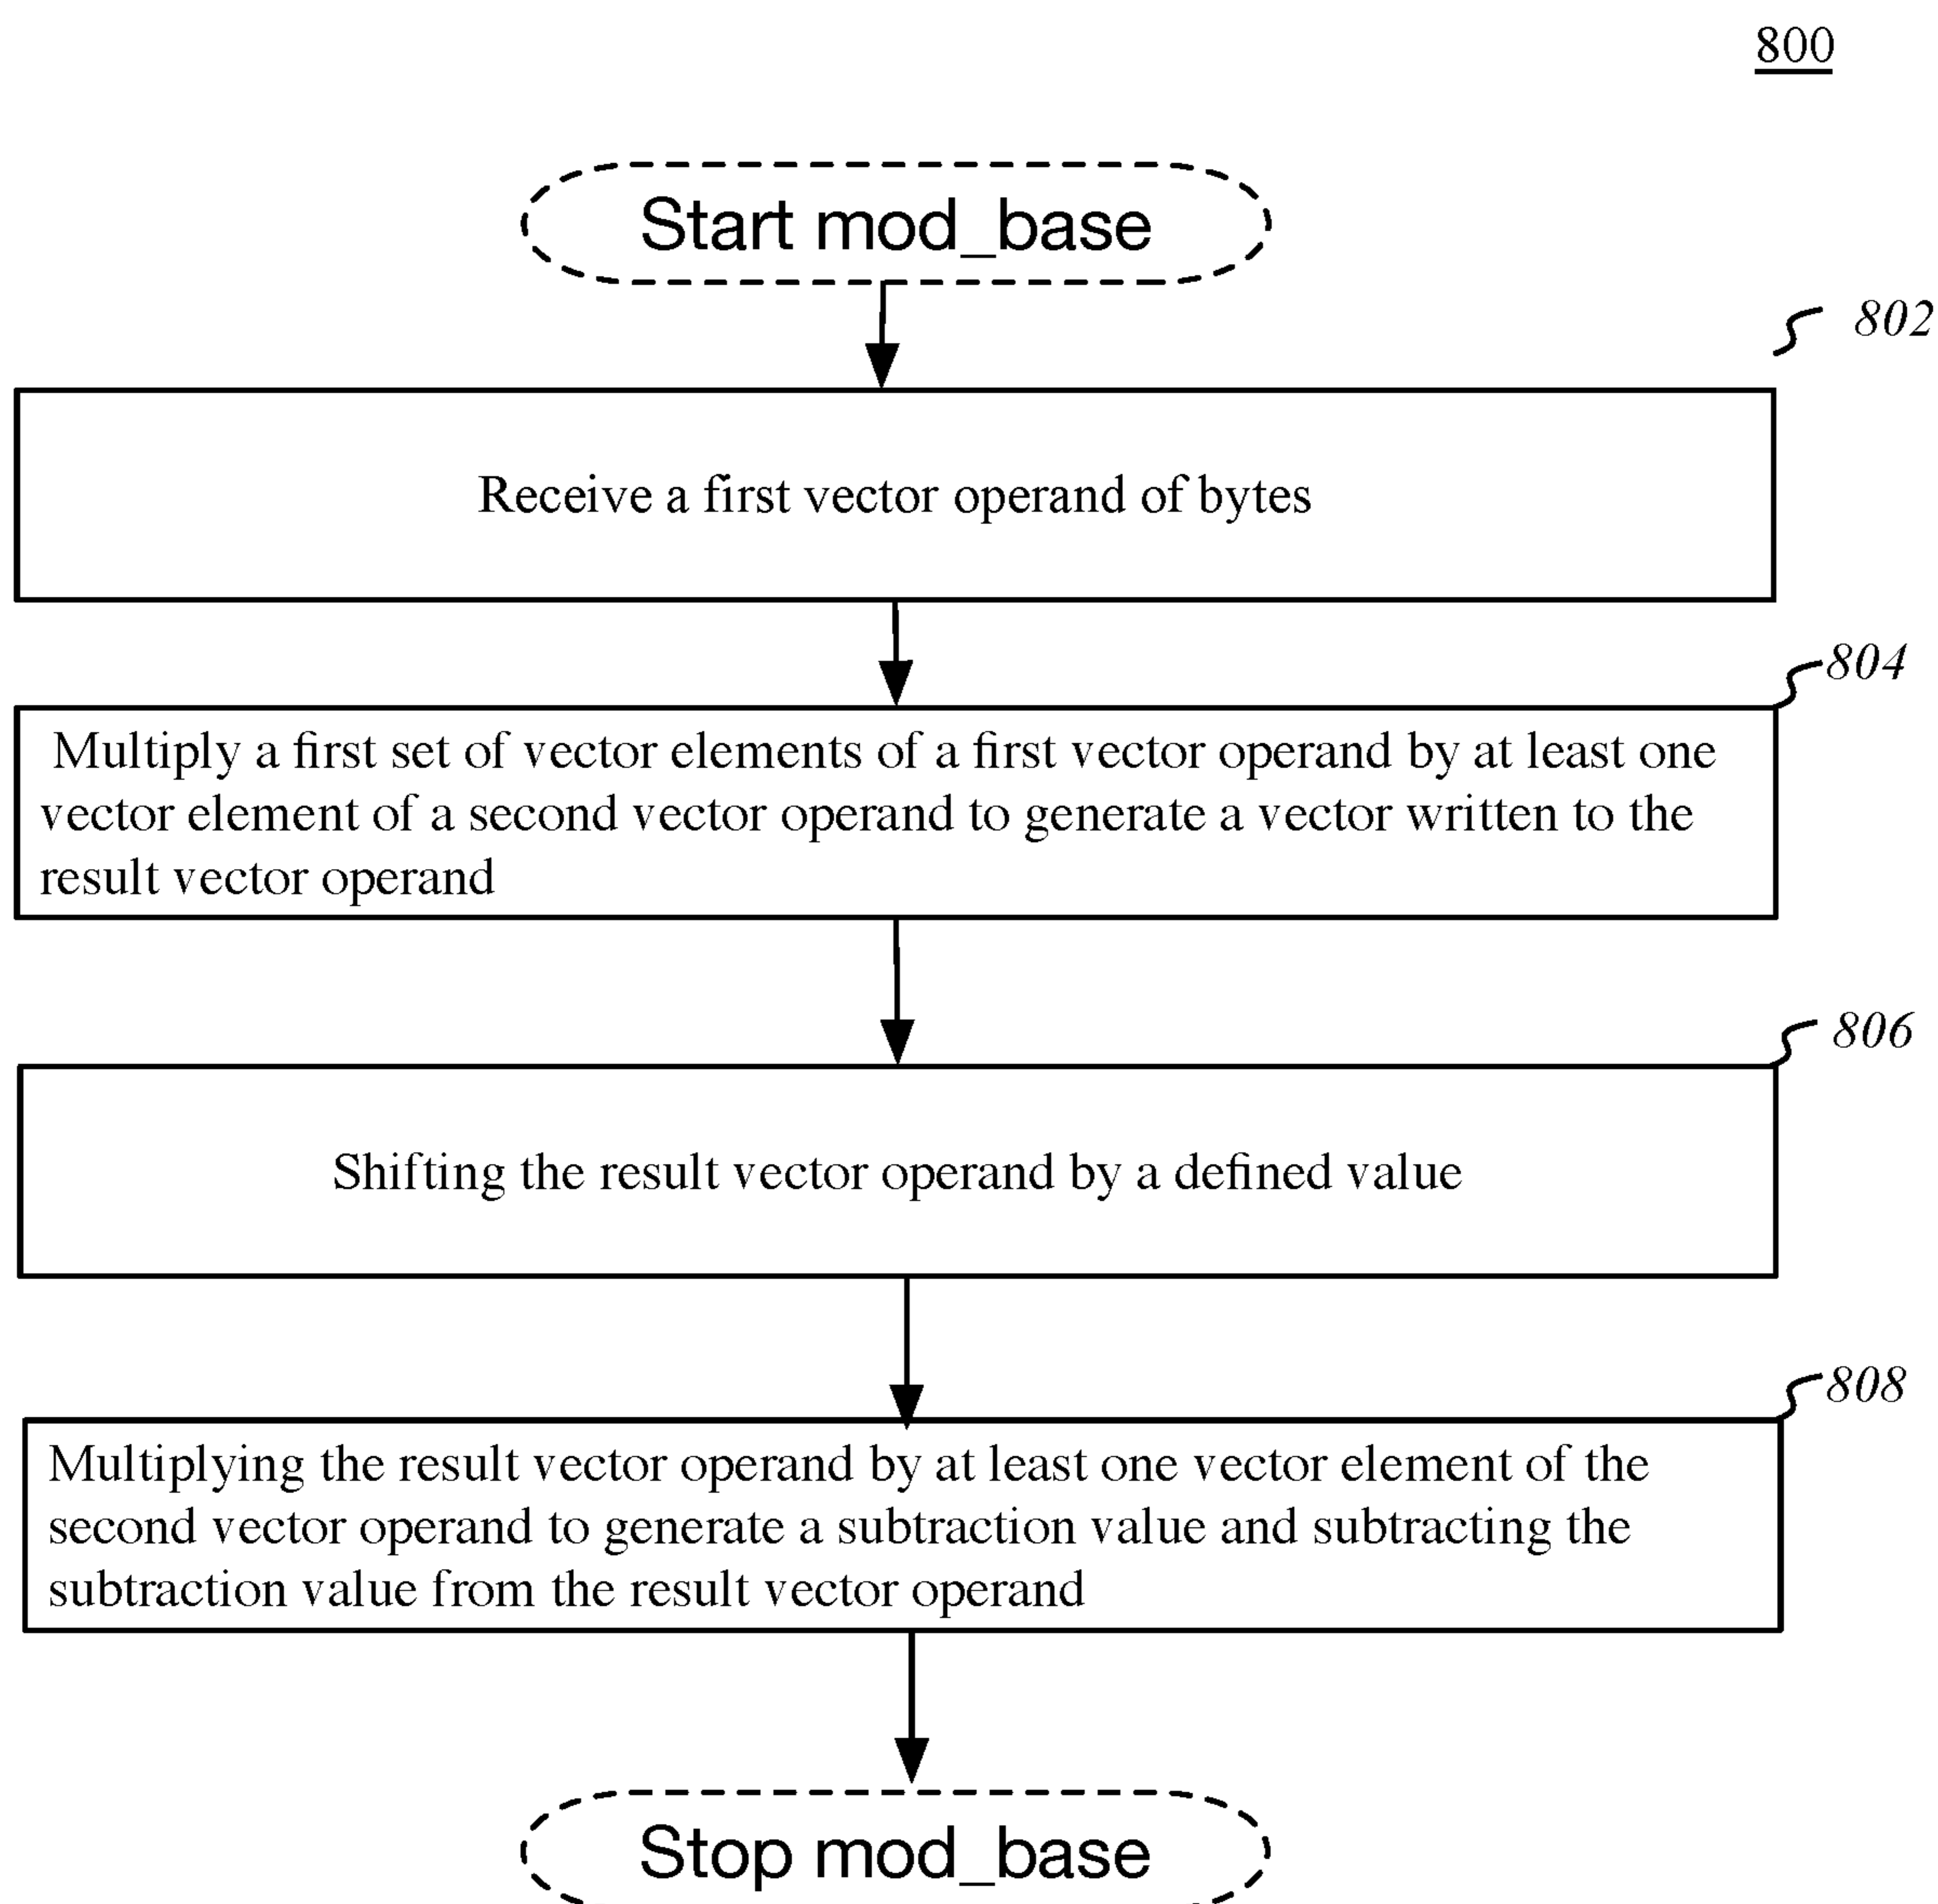 800
Start mod_base
802
Receive a first vector operand of bytes
804
Multiply a first set of vector elements of a first vector operand by at least one
vector element of a second vector operand to generate a vector written to the
result vector operand
806
Shifting the result vector operand by a defined value
808
Multiplying the result vector operand by at least one vector element of the
second vector operand to generate a subtraction value and subtracting the
subtraction value from the result vector operand
Stop mod_base